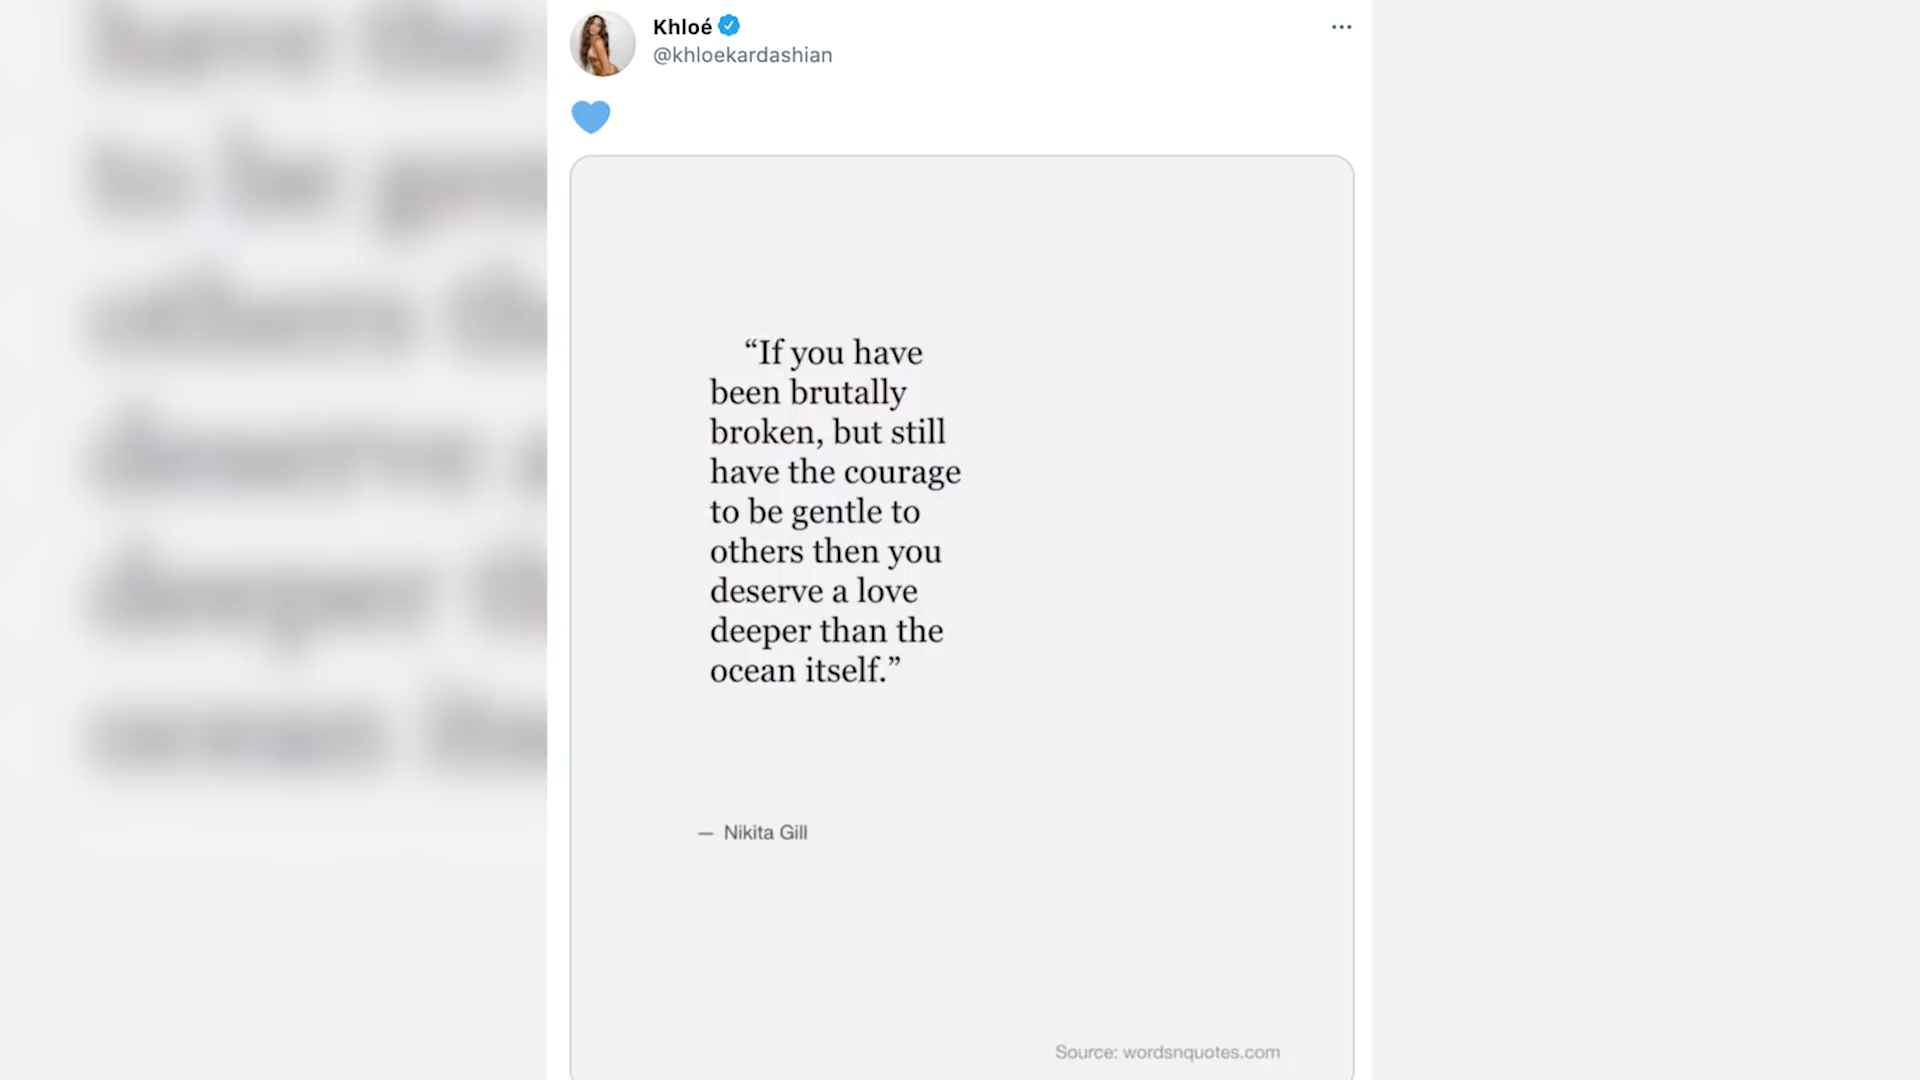 Khloé
@khloekardashian
“If you have
been brutally
broken, but still
have the courage
to be gentle to
others then you
deserve a love
deeper than the
ocean itself.”
— Nikita Gill
Source: wordsnquotes.com